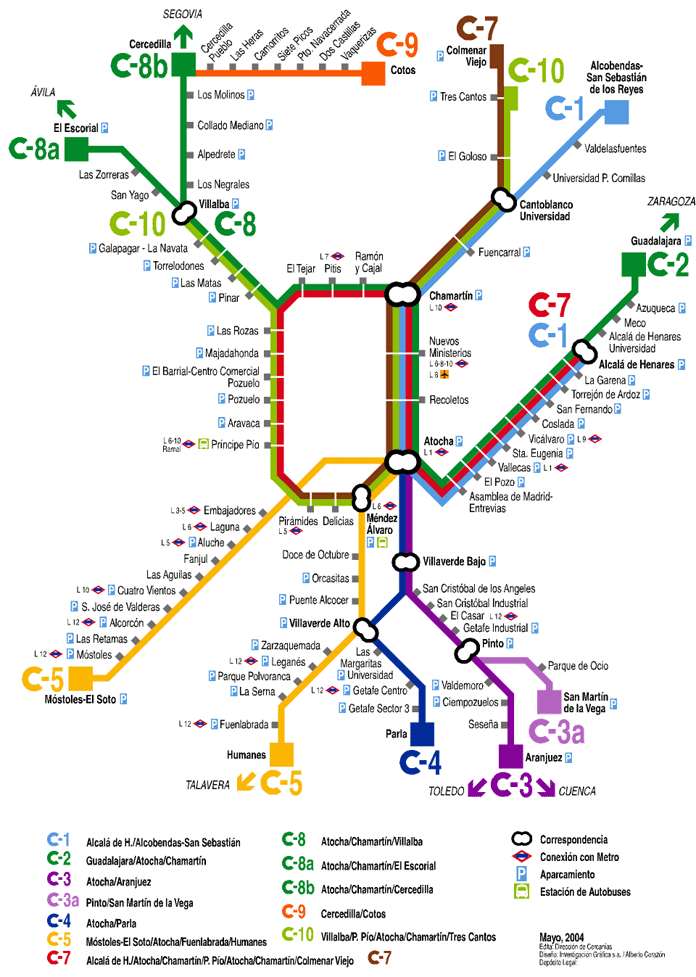 SEGOVIA
Cercedilla
C-8b
Cercedilla
Pueblo
Las Heras
Camorritos
Siete Picos
Pto. Navacerrada
Dos Castillas
Vaquerizas
C-9
Cotos
C-7
Colmenar
Viejo
C-10
Tres Cantos
El Goloso
Alcobendas-
San Sebastián
de los Reyes
C-1
Valdelasfuentes
Universidad P. Comillas
Cantoblanco
Universidad
Fuencarral
ÁVILA
El Escorial
C-8a
Las Zorreras
San Yago
Los Molinos
Collado Mediano
Alpedrete
Los Negrales
Villalba
C-10
C-8
Galapagar - La Navata
Torrelodones
Las Matas
Pinar
L 7
El Tejar
Pitis
Ramón
y Cajal
Chamartín
L 10
ZARAGOZA
Guadalajara
C-2
Azuqueca
Meco
Alcalá de Henares
Universidad
C-7
C-1
Alcalá de Henares
La Garena
Torrejón de Ardoz
San Fernando
Coslada
Vicálvaro
L 9
Sta. Eugenia
Vallecas
L 1
El Pozo
Asamblea de Madrid-
Entrevías
Las Rozas
Majadahonda
El Barrial-Centro Comercial
Pozuelo
Pozuelo
Aravaca
L 6-10
Ramal
Príncipe Pío
Nuevos
Ministerios
L 6-8-10
L 8
Recoletos
Atocha
L 1
Pirámides
L 5
Delicias
L 6
Méndez
Álvaro
L 3-5
Embajadores
L 6
Laguna
L 5
Aluche
Fanjul
Las Aguilas
L 10
Cuatro Vientos
S. José de Valderas
L 12
Alcorcón
Las Retamas
L 12
Móstoles
C-5
Móstoles-El Soto
Doce de Octubre
Orcasitas
Puente Alcocer
Villaverde Alto
Zarzaquemada
L 12
Leganés
Parque Polvoranca
La Serna
L 12
Fuenlabrada
Humanes
C-5
TALAVERA
Las
Margaritas
Universidad
L 12
Getafe Centro
Getafe Sector 3
Parla
C-4
Villaverde Bajo
San Cristóbal de los Angeles
San Cristóbal Industrial
El Casar
L 12
Getafe Industrial
Pinto
Parque de Ocio
San Martín
de la Vega
C-3a
Valdemoro
Ciempozuelos
Seseña
Aranjuez
TOLEDO
C-3
CUENCA
C-1 Alcalá de H./Alcobendas-San Sebastián
C-2 Guadalajara/Atocha/Chamartín
C-3 Atocha/Aranjuez
C-3a Pinto/San Martín de la Vega
C-4 Atocha/Parla
C-5 Móstoles-El Soto/Atocha/Fuenlabrada/Humanes
C-7 Alcalá de H./Atocha/Chamartín/P. Pío/Atocha/Chamartín/Colmenar Viejo C-7
C-8 Atocha/Chamartín/Villalba
C-8a Atocha/Chamartín/El Escorial
C-8b Atocha/Chamartín/Cercedilla
C-9 Cercedilla/Cotos
C-10 Villalba/P. Pío/Atocha/Chamartín/Tres Cantos
Correspondencia
Conexión con Metro
P Aparcamiento
Estación de Autobuses
Mayo, 2004
Edita: Dirección de Cercanías
Diseño: Investigación Gráfica s.a. / Alberto Corazón
Depósito Legal: